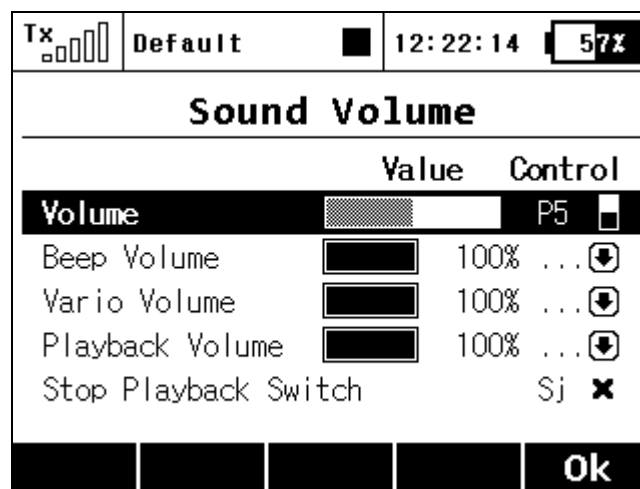 Tx Default 12:22:14 57%
Sound Volume
Value Control
Volume P5
Beep Volume 100% ...
Vario Volume 100% ...
Playback Volume 100% ...
Stop Playback Switch Sj
Ok